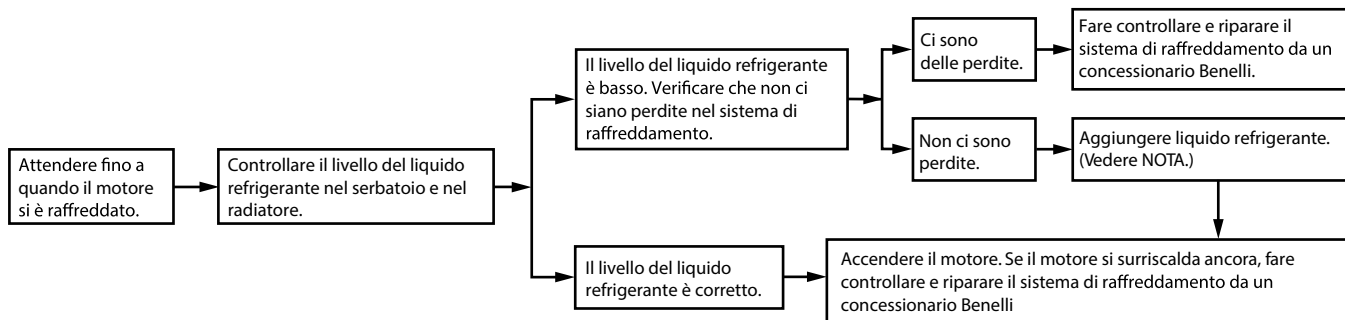 Attendere fino a
quando il motore
si è raffreddato.
Controllare il livello del liquido
refrigerante nel serbatoio e nel
radiatore.
Il livello del liquido refrigerante
è basso. Verificare che non ci
siano perdite nel sistema di
raffreddamento.
Ci sono
delle perdite.
Fare controllare e riparare il
sistema di raffreddamento da un
concessionario Benelli.
Non ci sono
perdite.
Aggiungere liquido refrigerante.
(Vedere NOTA.)
Il livello del liquido
refrigerante è corretto.
Accendere il motore. Se il motore si surriscalda ancora, fare
controllare e riparare il sistema di raffreddamento da un
concessionario Benelli